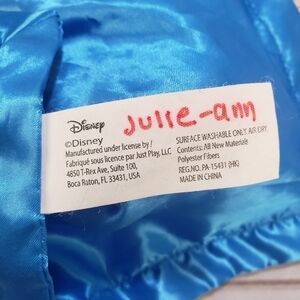 Disney Julie-ann
©Disney
Manufactured under license by /
Fabriqué sous licence par Just Play, LLC
4850 T-Rex Ave, Suite 100,
Boca Raton, FL 33431, USA
SURFACE WASHABLE ONLY. AIR DRY
Contents: All New Materials
Polyester Fibers
REG.NO. PA-15431 (HK)
MADE IN CHINA